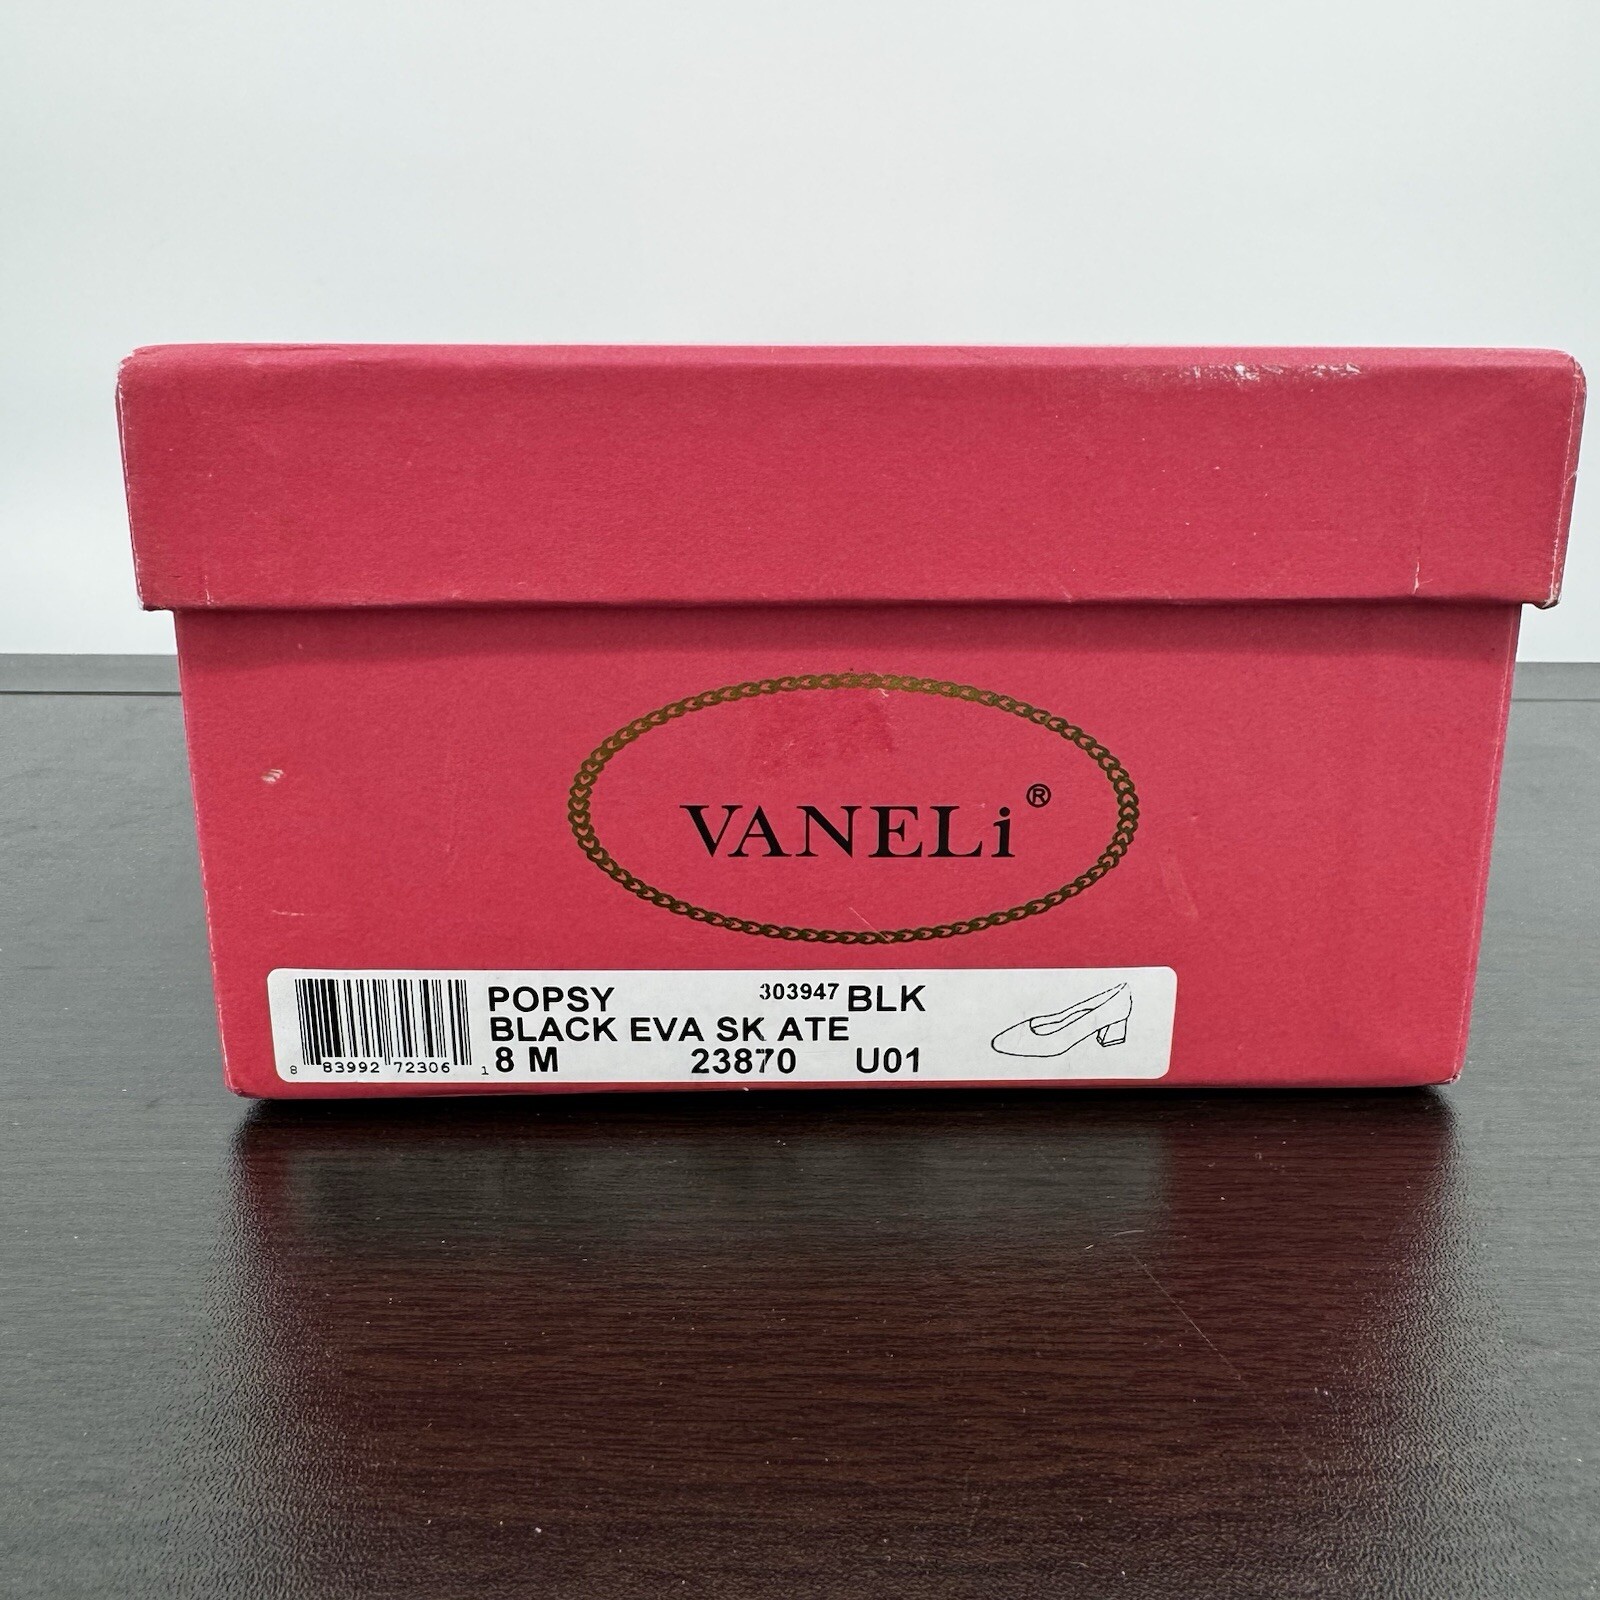 VANELi®
POPSY 303947 BLK
BLACK EVA SK ATE
8 M 23870 U01
8 83992 72306 1